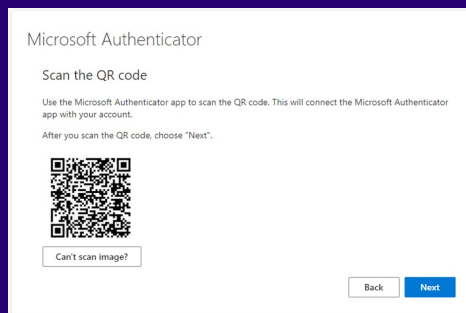 Microsoft Authenticator
Scan the QR code
Use the Microsoft Authenticator app to scan the QR code. This will connect the Microsoft Authenticator
app with your account.
After you scan the QR code, choose "Next".
Can't scan image?
Back
Next